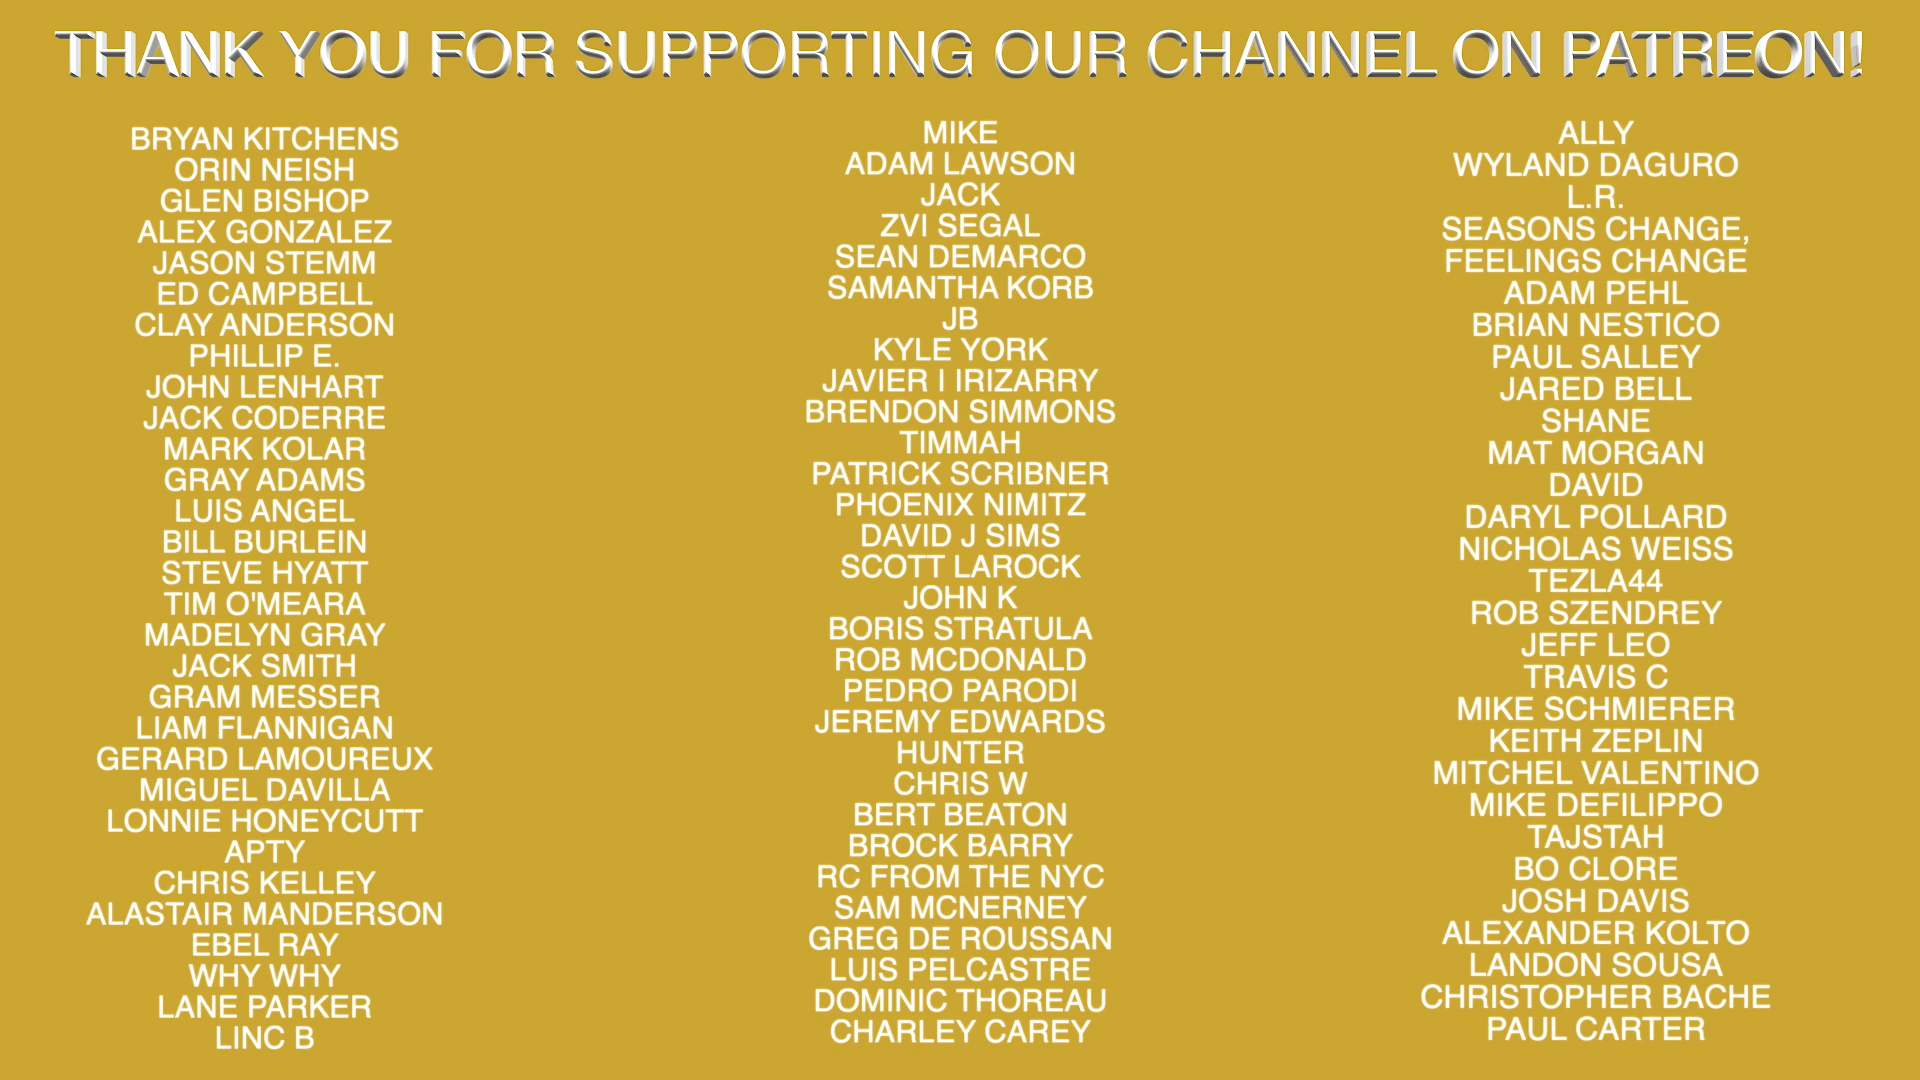 THANK YOU FOR SUPPORTING OUR CHANNEL ON PATREON!
BRYAN KITCHENS
ORIN NEISH
GLEN BISHOP
ALEX GONZALEZ
JASON STEMM
ED CAMPBELL
CLAY ANDERSON
PHILLIP E.
JOHN LENHART
JACK CODERRE
MARK KOLAR
GRAY ADAMS
LUIS ANGEL
BILL BURLEIN
STEVE HYATT
TIM O'MEARA
MADELYN GRAY
JACK SMITH
GRAM MESSER
LIAM FLANNIGAN
GERARD LAMOUREUX
MIGUEL DAVILLA
LONNIE HONEYCUTT
APTY
CHRIS KELLEY
ALASTAIR MANDERSON
EBEL RAY
WHY WHY
LANE PARKER
LINC B
MIKE
ADAM LAWSON
JACK
ZVI SEGAL
SEAN DEMARCO
SAMANTHA KORB
JB
KYLE YORK
JAVIER I IRIZARRY
BRENDON SIMMONS
TIMMAH
PATRICK SCRIBNER
PHOENIX NIMITZ
DAVID J SIMS
SCOTT LAROCK
JOHN K
BORIS STRATULA
ROB MCDONALD
PEDRO PARODI
JEREMY EDWARDS
HUNTER
CHRIS W
BERT BEATON
BROCK BARRY
RC FROM THE NYC
SAM MCNERNEY
GREG DE ROUSSAN
LUIS PELCASTRE
DOMINIC THOREAU
CHARLEY CAREY
ALLY
WYLAND DAGURO
L.R.
SEASONS CHANGE,
FEELINGS CHANGE
ADAM PEHL
BRIAN NESTICO
PAUL SALLEY
JARED BELL
SHANE
MAT MORGAN
DAVID
DARYL POLLARD
NICHOLAS WEISS
TEZLA44
ROB SZENDREY
JEFF LEO
TRAVIS C
MIKE SCHMIERER
KEITH ZEPLIN
MITCHEL VALENTINO
MIKE DEFILIPPO
TAJSTAH
BO CLORE
JOSH DAVIS
ALEXANDER KOLTO
LANDON SOUSA
CHRISTOPHER BACHE
PAUL CARTER